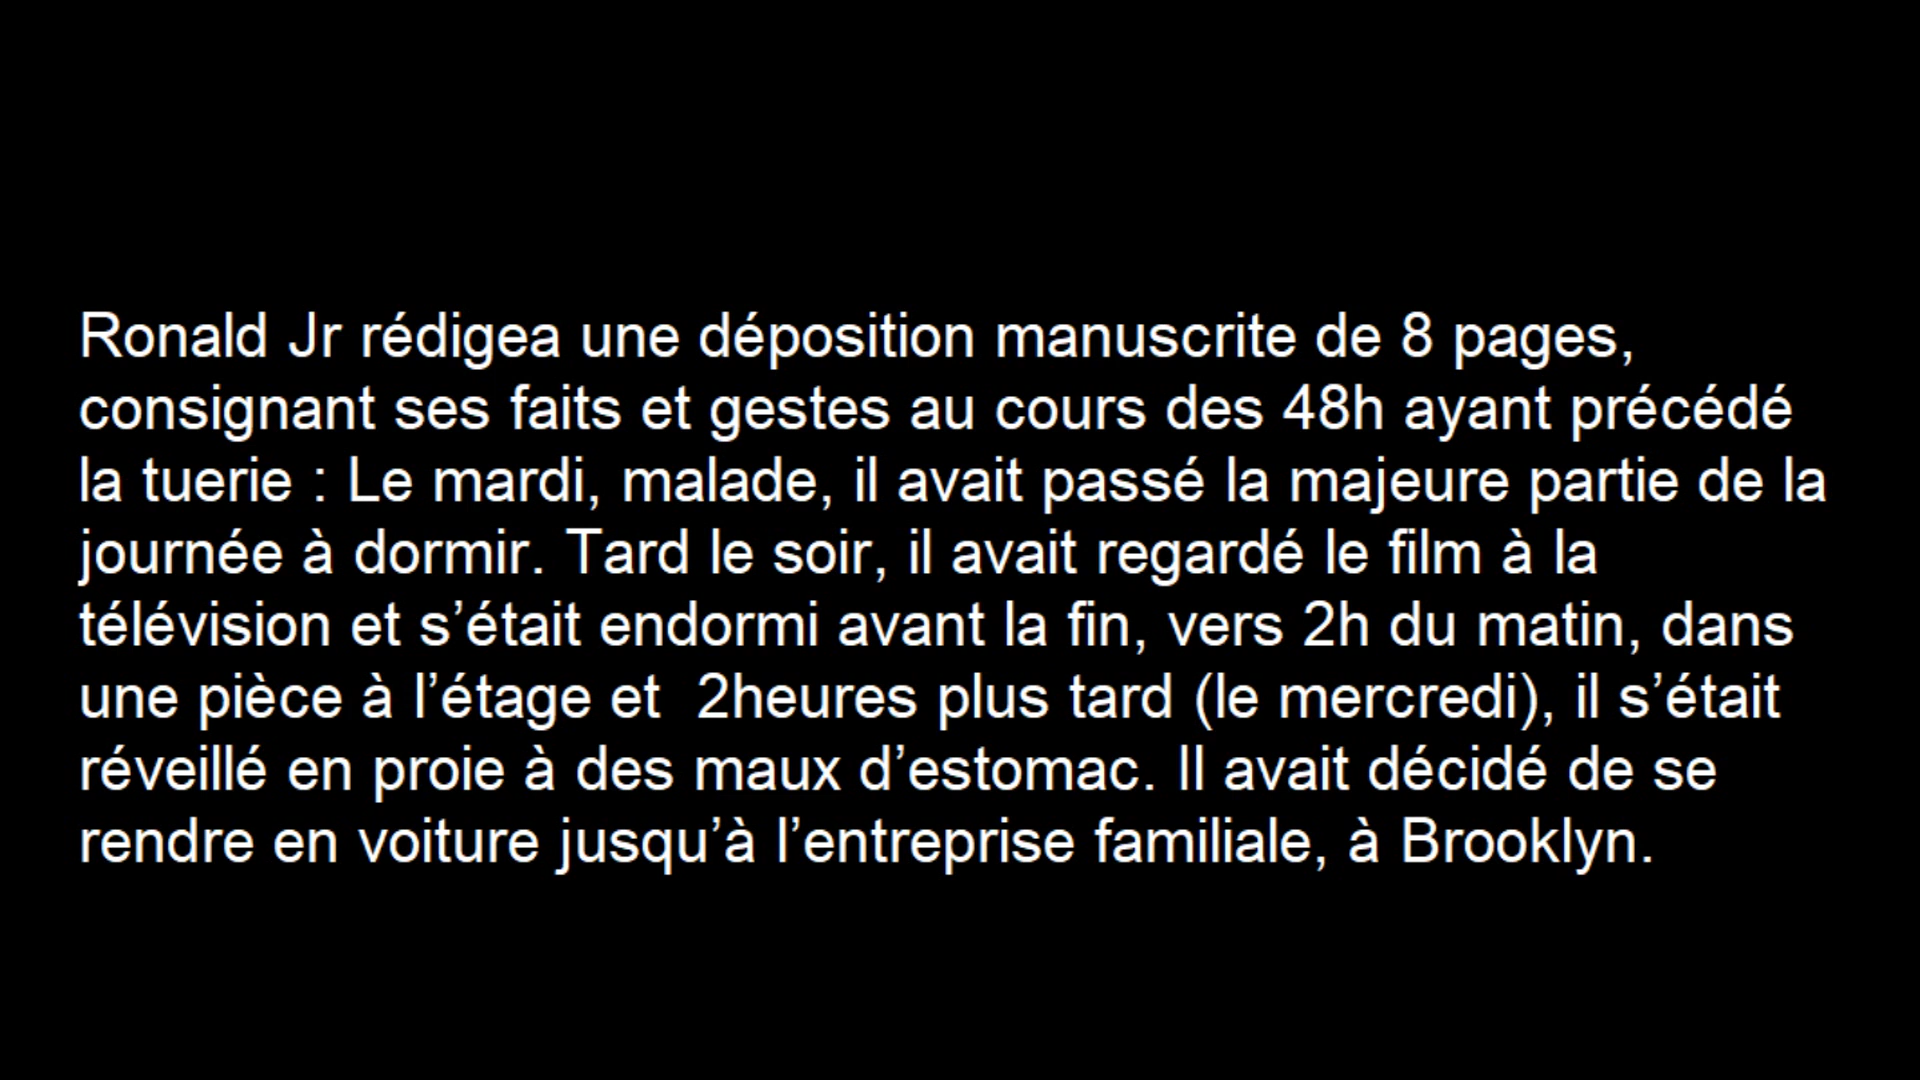 Ronald Jr rédigea une déposition manuscrite de 8 pages,
consignant ses faits et gestes au cours des 48h ayant précédé
la tuerie : Le mardi, malade, il avait passé la majeure partie de la
journée à dormir. Tard le soir, il avait regardé le film à la
télévision et s’était endormi avant la fin, vers 2h du matin, dans
une pièce à l’étage et  2heures plus tard (le mercredi), il s’était
réveillé en proie à des maux d’estomac. Il avait décidé de se
rendre en voiture jusqu’à l’entreprise familiale, à Brooklyn.